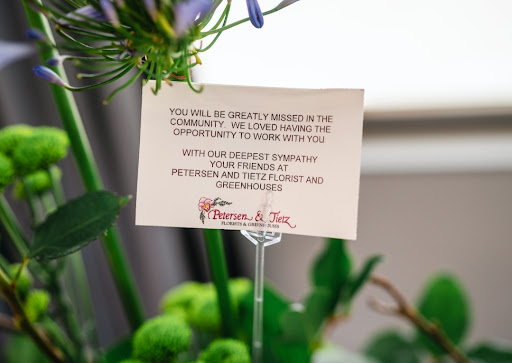 YOU WILL BE GREATLY MISSED IN THE
COMMUNITY. WE LOVED HAVING THE
OPPORTUNITY TO WORK WITH YOU
WITH OUR DEEPEST SYMPATHY
YOUR FRIENDS AT
PETERSEN AND TIETZ FLORIST AND
GREENHOUSES
Petersen & Tietz
FLORISTS & GREENHOUSES